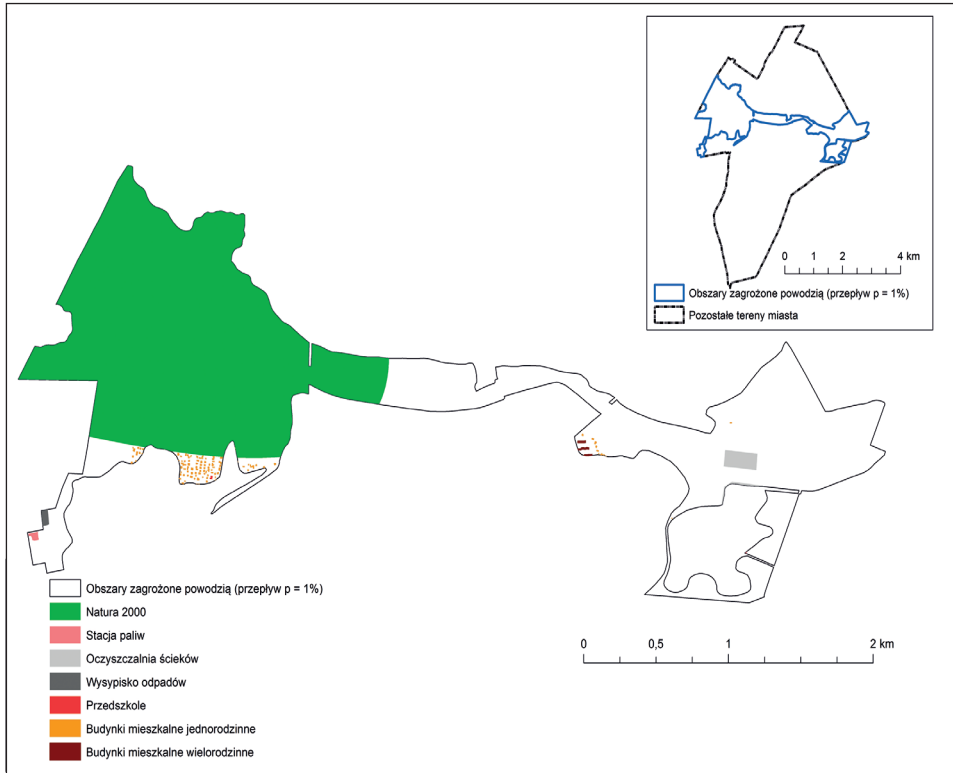 0 1 2 4 km
Obszary zagrożone powodzią (przepływ p = 1%)
Pozostałe tereny miasta
Obszary zagrożone powodzią (przepływ p = 1%)
Natura 2000
Stacja paliw
Oczyszczalnia ścieków
Wysypisko odpadów
Przedszkole
Budynki mieszkalne jednorodzinne
Budynki mieszkalne wielorodzinne
0 0,5 1 2 km